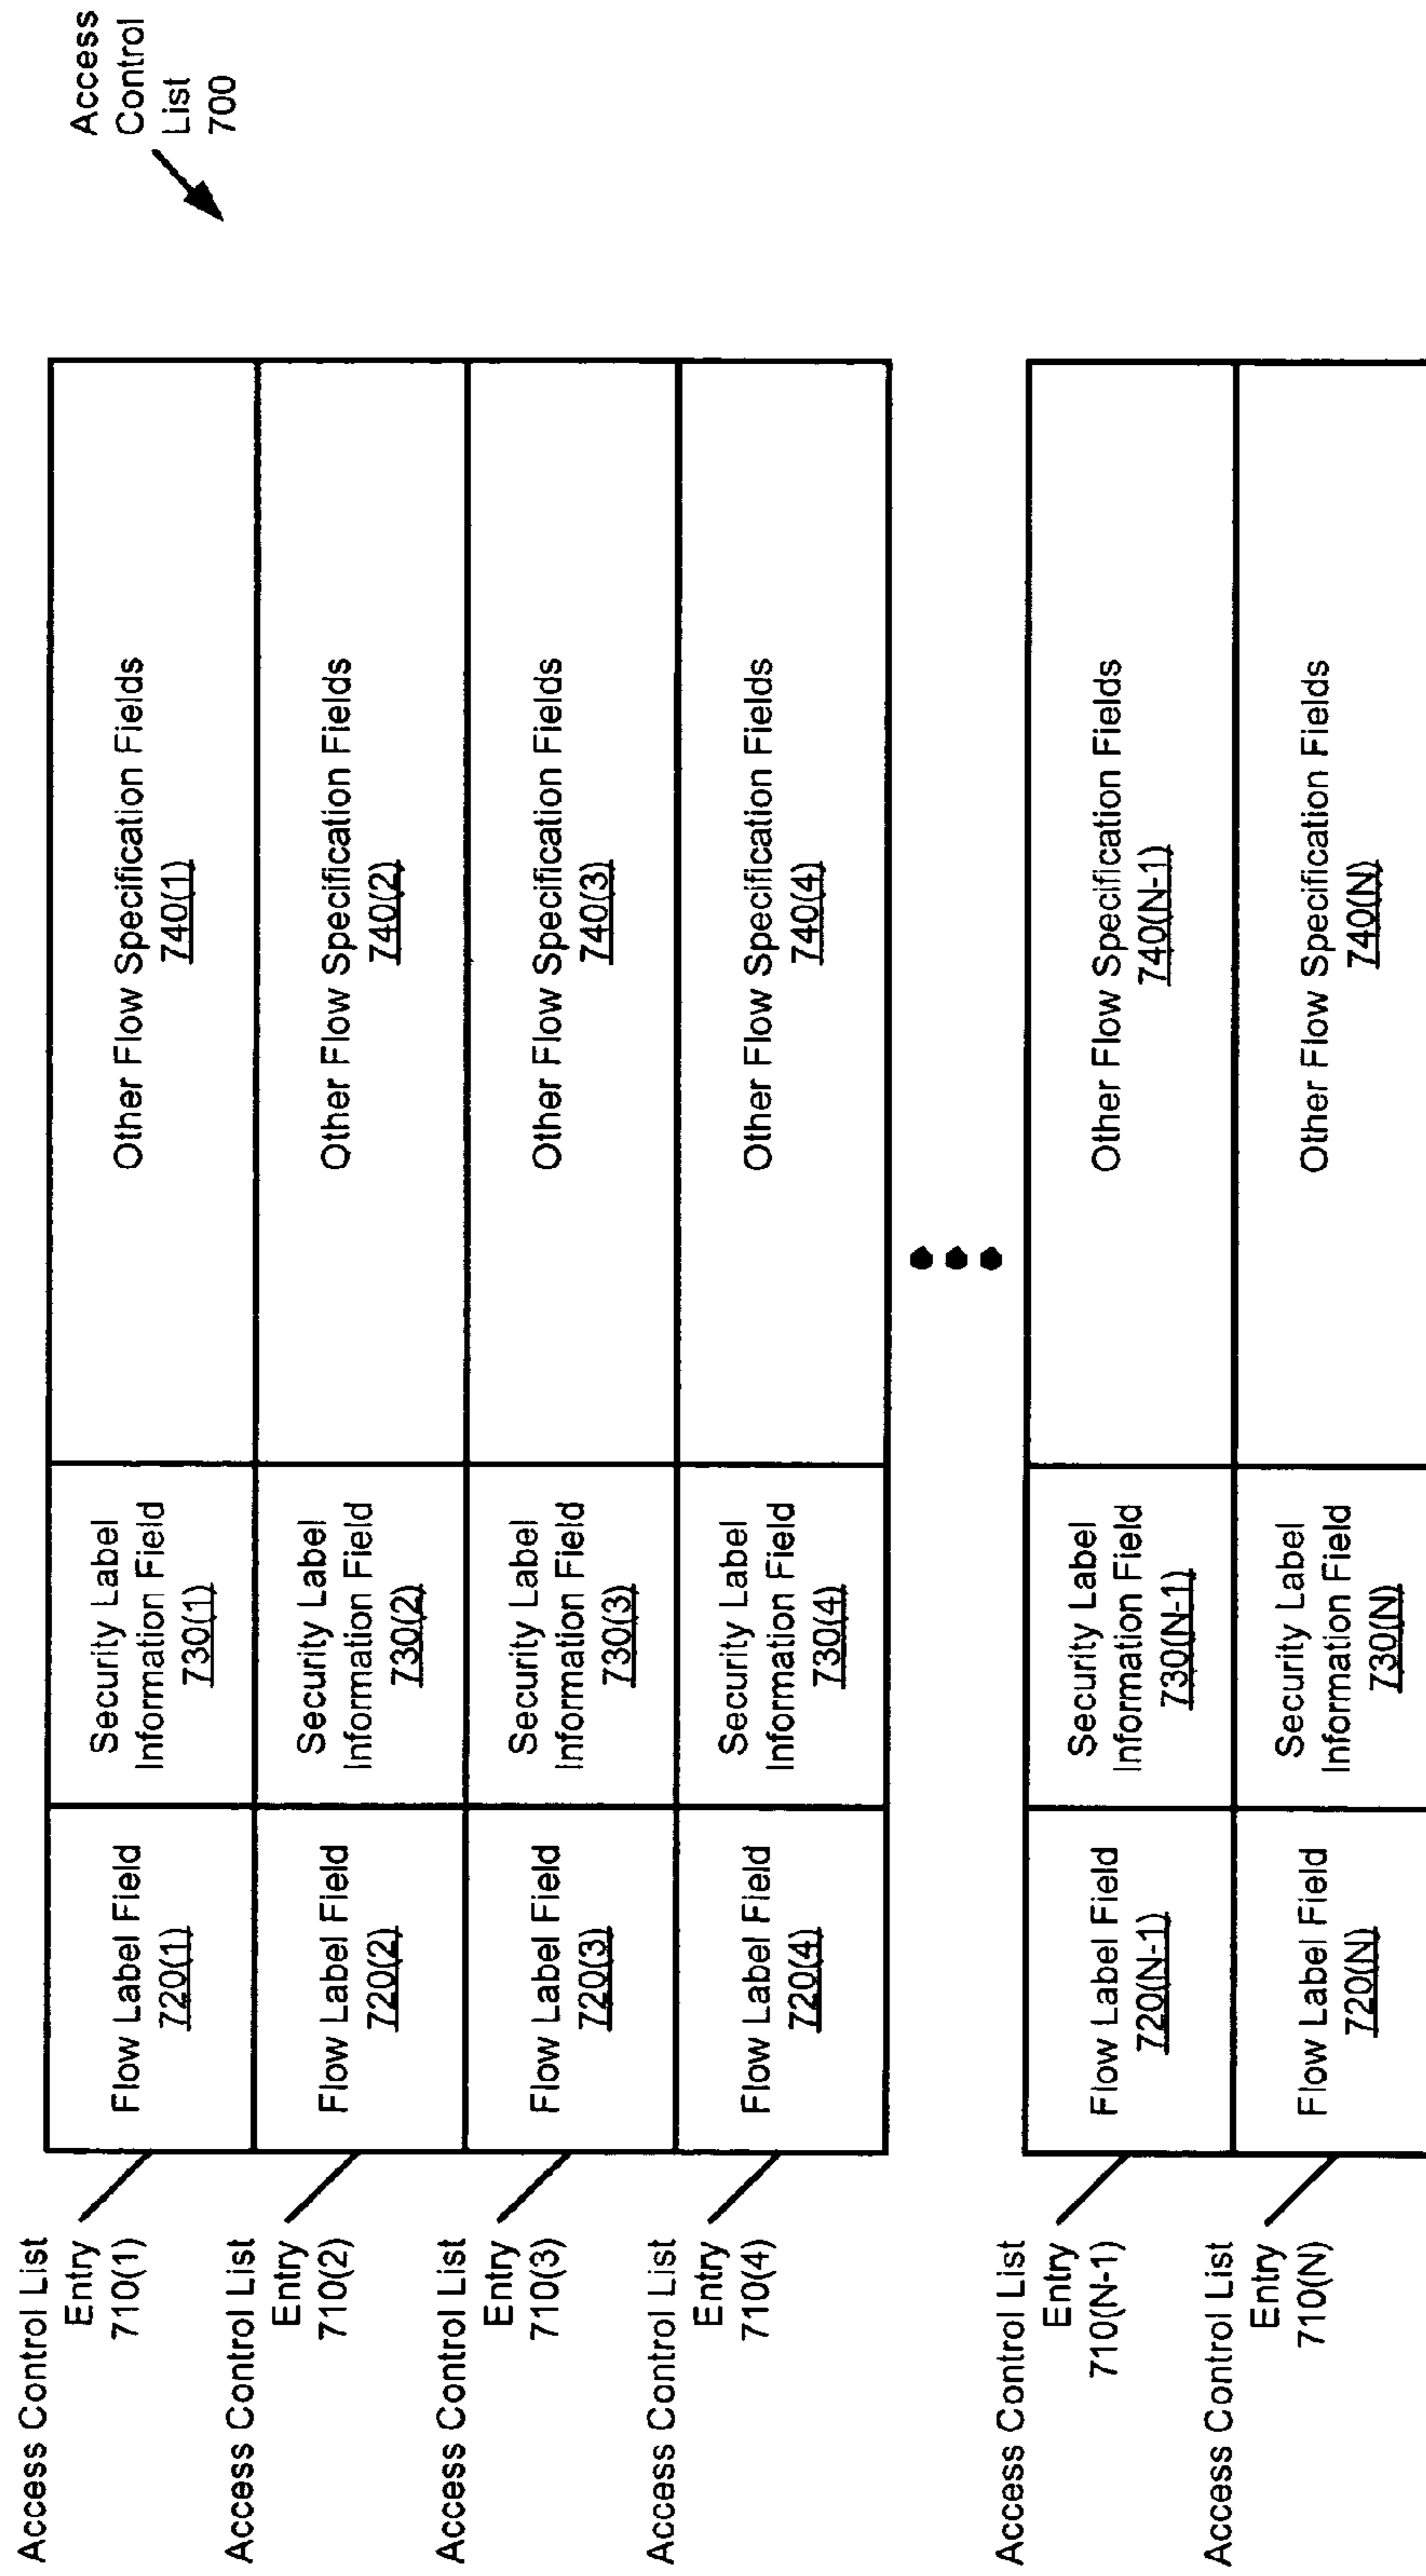 Access
Control
List
700
Access Control List
Entry
710(1)
Flow Label Field
720(1)
Security Label
Information Field
730(1)
Other Flow Specification Fields
740(1)
Access Control List
Entry
710(2)
Flow Label Field
720(2)
Security Label
Information Field
730(2)
Other Flow Specification Fields
740(2)
Access Control List
Entry
710(3)
Flow Label Field
720(3)
Security Label
Information Field
730(3)
Other Flow Specification Fields
740(3)
Access Control List
Entry
710(4)
Flow Label Field
720(4)
Security Label
Information Field
730(4)
Other Flow Specification Fields
740(4)
Access Control List
Entry
710(N-1)
Flow Label Field
720(N-1)
Security Label
Information Field
730(N-1)
Other Flow Specification Fields
740(N-1)
Access Control List
Entry
710(N)
Flow Label Field
720(N)
Security Label
Information Field
730(N)
Other Flow Specification Fields
740(N)